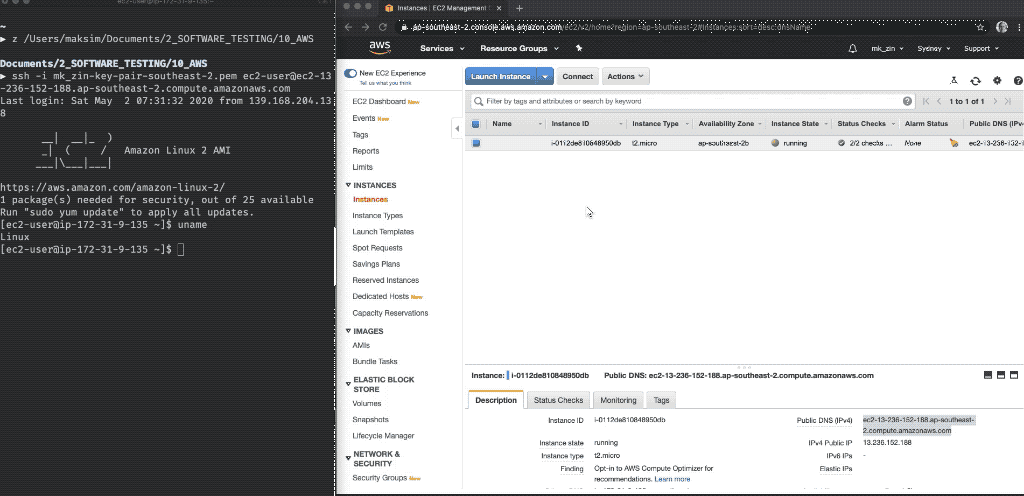 ec2-user@ip-172-31-9-135:~
~
▶ z /Users/maksim/Documents/2_SOFTWARE_TESTING/10_AWS
Documents/2_SOFTWARE_TESTING/10_AWS
▶ ssh -i mk_zin-key-pair-southeast-2.pem ec2-user@ec2-13
-236-152-188.ap-southeast-2.compute.amazonaws.com
Last login: Sat May  2 07:31:32 2020 from 139.168.204.13
8
__|  __|_  )
_|  (     /   Amazon Linux 2 AMI
___|\___|___|
https://aws.amazon.com/amazon-linux-2/
1 package(s) needed for security, out of 25 available
Run "sudo yum update" to apply all updates.
[ec2-user@ip-172-31-9-135 ~]$ uname
Linux
[ec2-user@ip-172-31-9-135 ~]$
Instances | EC2 Management
ap-southeast-2.console.aws.amazon.com/ec2/v2/home?region=ap-southeast-2#Instances:sort=desc:dnsName
aws Services Resource Groups mk_zin Sydney Support
New EC2 Experience
Tell us what you think
EC2 Dashboard New
Events New
Tags
Reports
Limits
INSTANCES
Instances
Instance Types
Launch Templates
Spot Requests
Savings Plans
Reserved Instances
Dedicated Hosts New
Capacity Reservations
IMAGES
AMIs
Bundle Tasks
ELASTIC BLOCK
STORE
Volumes
Snapshots
Lifecycle Manager
NETWORK &
SECURITY
Security Groups New
Launch Instance Connect Actions
Filter by tags and attributes or search by keyword 1 to 1 of 1
Name Instance ID Instance Type Availability Zone Instance State Status Checks Alarm Status Public DNS (IPv
i-0112de810848950db t2.micro ap-southeast-2b running 2/2 checks ... None ec2-13-236-152-1
Instance: i-0112de810848950db Public DNS: ec2-13-236-152-188.ap-southeast-2.compute.amazonaws.com
Description Status Checks Monitoring Tags
Instance ID i-0112de810848950db Public DNS (IPv4) ec2-13-236-152-188.ap-southeast-
2.compute.amazonaws.com
Instance state running IPv4 Public IP 13.236.152.188
Instance type t2.micro IPv6 IPs -
Finding Opt-in to AWS Compute Optimizer for Elastic IPs
recommendations. Learn more